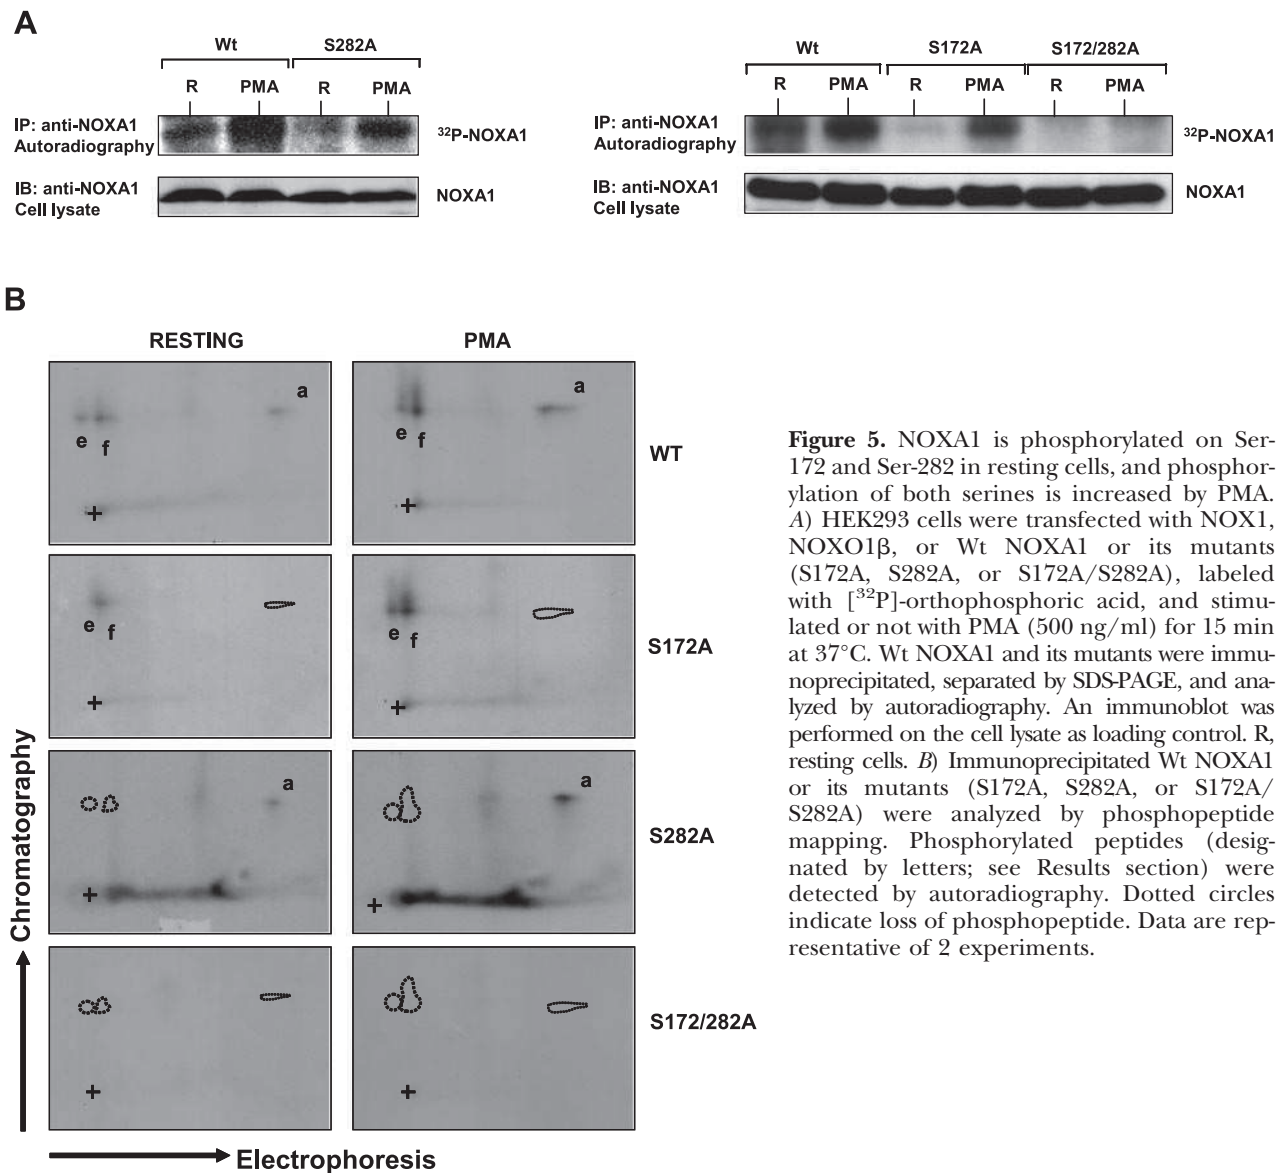 A
Wt S282A
R PMA R PMA
IP: anti-NOXA1
Autoradiography
32P-NOXA1
IB: anti-NOXA1
Cell lysate
NOXA1
Wt S172A S172/282A
R PMA R PMA R PMA
IP: anti-NOXA1
Autoradiography
32P-NOXA1
IB: anti-NOXA1
Cell lysate
NOXA1
B
RESTING PMA
a
e f
+
a
e f
+
WT
e f
+
e f
+
S172A
a
+
a
+
S282A
+
+
S172/282A
Chromatography
Electrophoresis
Figure 5. NOXA1 is phosphorylated on Ser-
172 and Ser-282 in resting cells, and phosphor-
ylation of both serines is increased by PMA.
A) HEK293 cells were transfected with NOX1,
NOXO1β, or Wt NOXA1 or its mutants
(S172A, S282A, or S172A/S282A), labeled
with [32P]-orthophosphoric acid, and stimu-
lated or not with PMA (500 ng/ml) for 15 min
at 37°C. Wt NOXA1 and its mutants were immu-
noprecipitated, separated by SDS-PAGE, and ana-
lyzed by autoradiography. An immunoblot was
performed on the cell lysate as loading control. R,
resting cells. B) Immunoprecipitated Wt NOXA1
or its mutants (S172A, S282A, or S172A/
S282A) were analyzed by phosphopeptide
mapping. Phosphorylated peptides (desig-
nated by letters; see Results section) were
detected by autoradiography. Dotted circles
indicate loss of phosphopeptide. Data are rep-
resentative of 2 experiments.